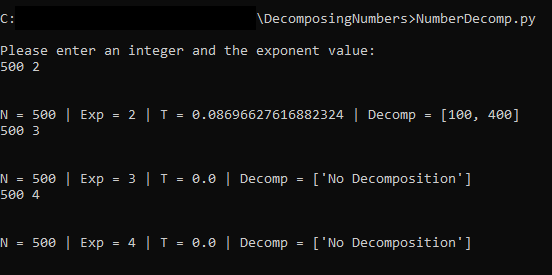 C:\DecomposingNumbers>NumberDecomp.py
Please enter an integer and the exponent value:
500 2
N = 500 | Exp = 2 | T = 0.08696627616882324 | Decomp = [100, 400]
500 3
N = 500 | Exp = 3 | T = 0.0 | Decomp = ['No Decomposition']
500 4
N = 500 | Exp = 4 | T = 0.0 | Decomp = ['No Decomposition']